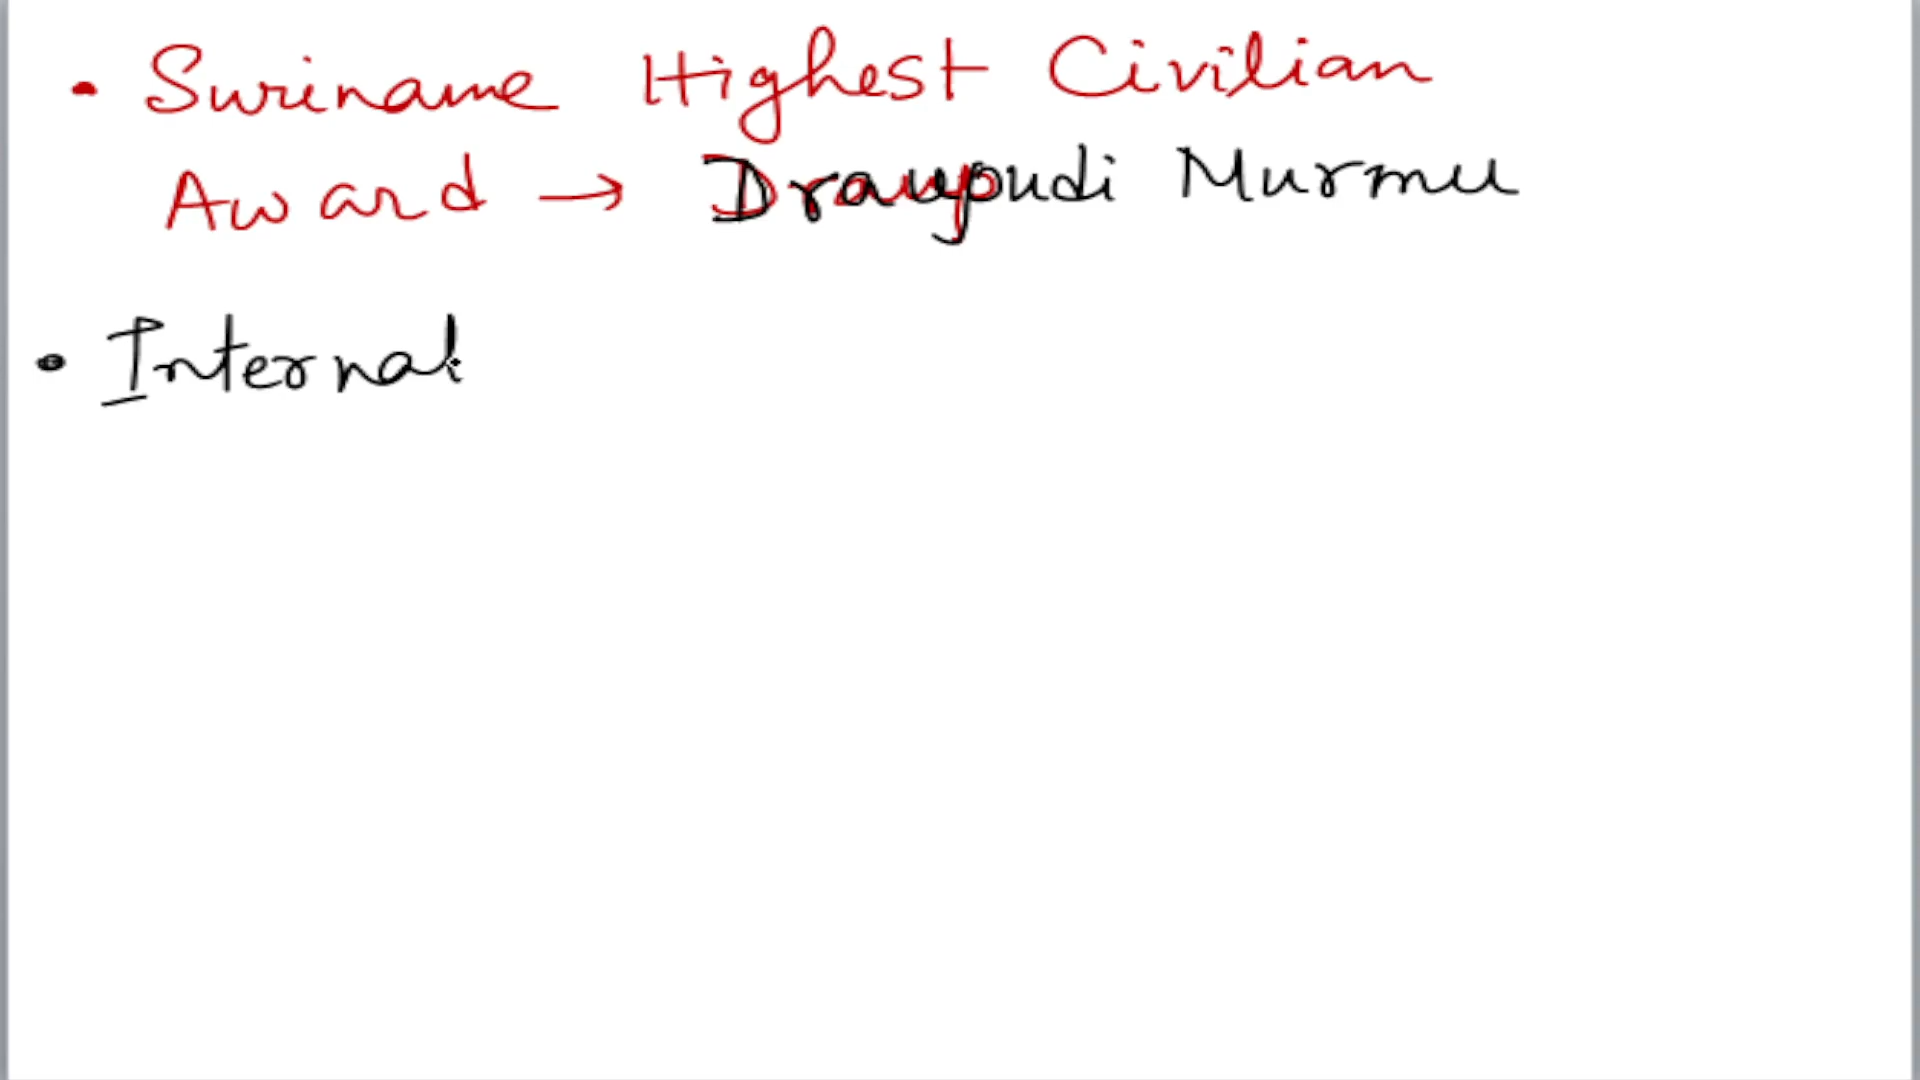 • Suriname Highest Civilian
Award → Draupudi Murmu
• Internat